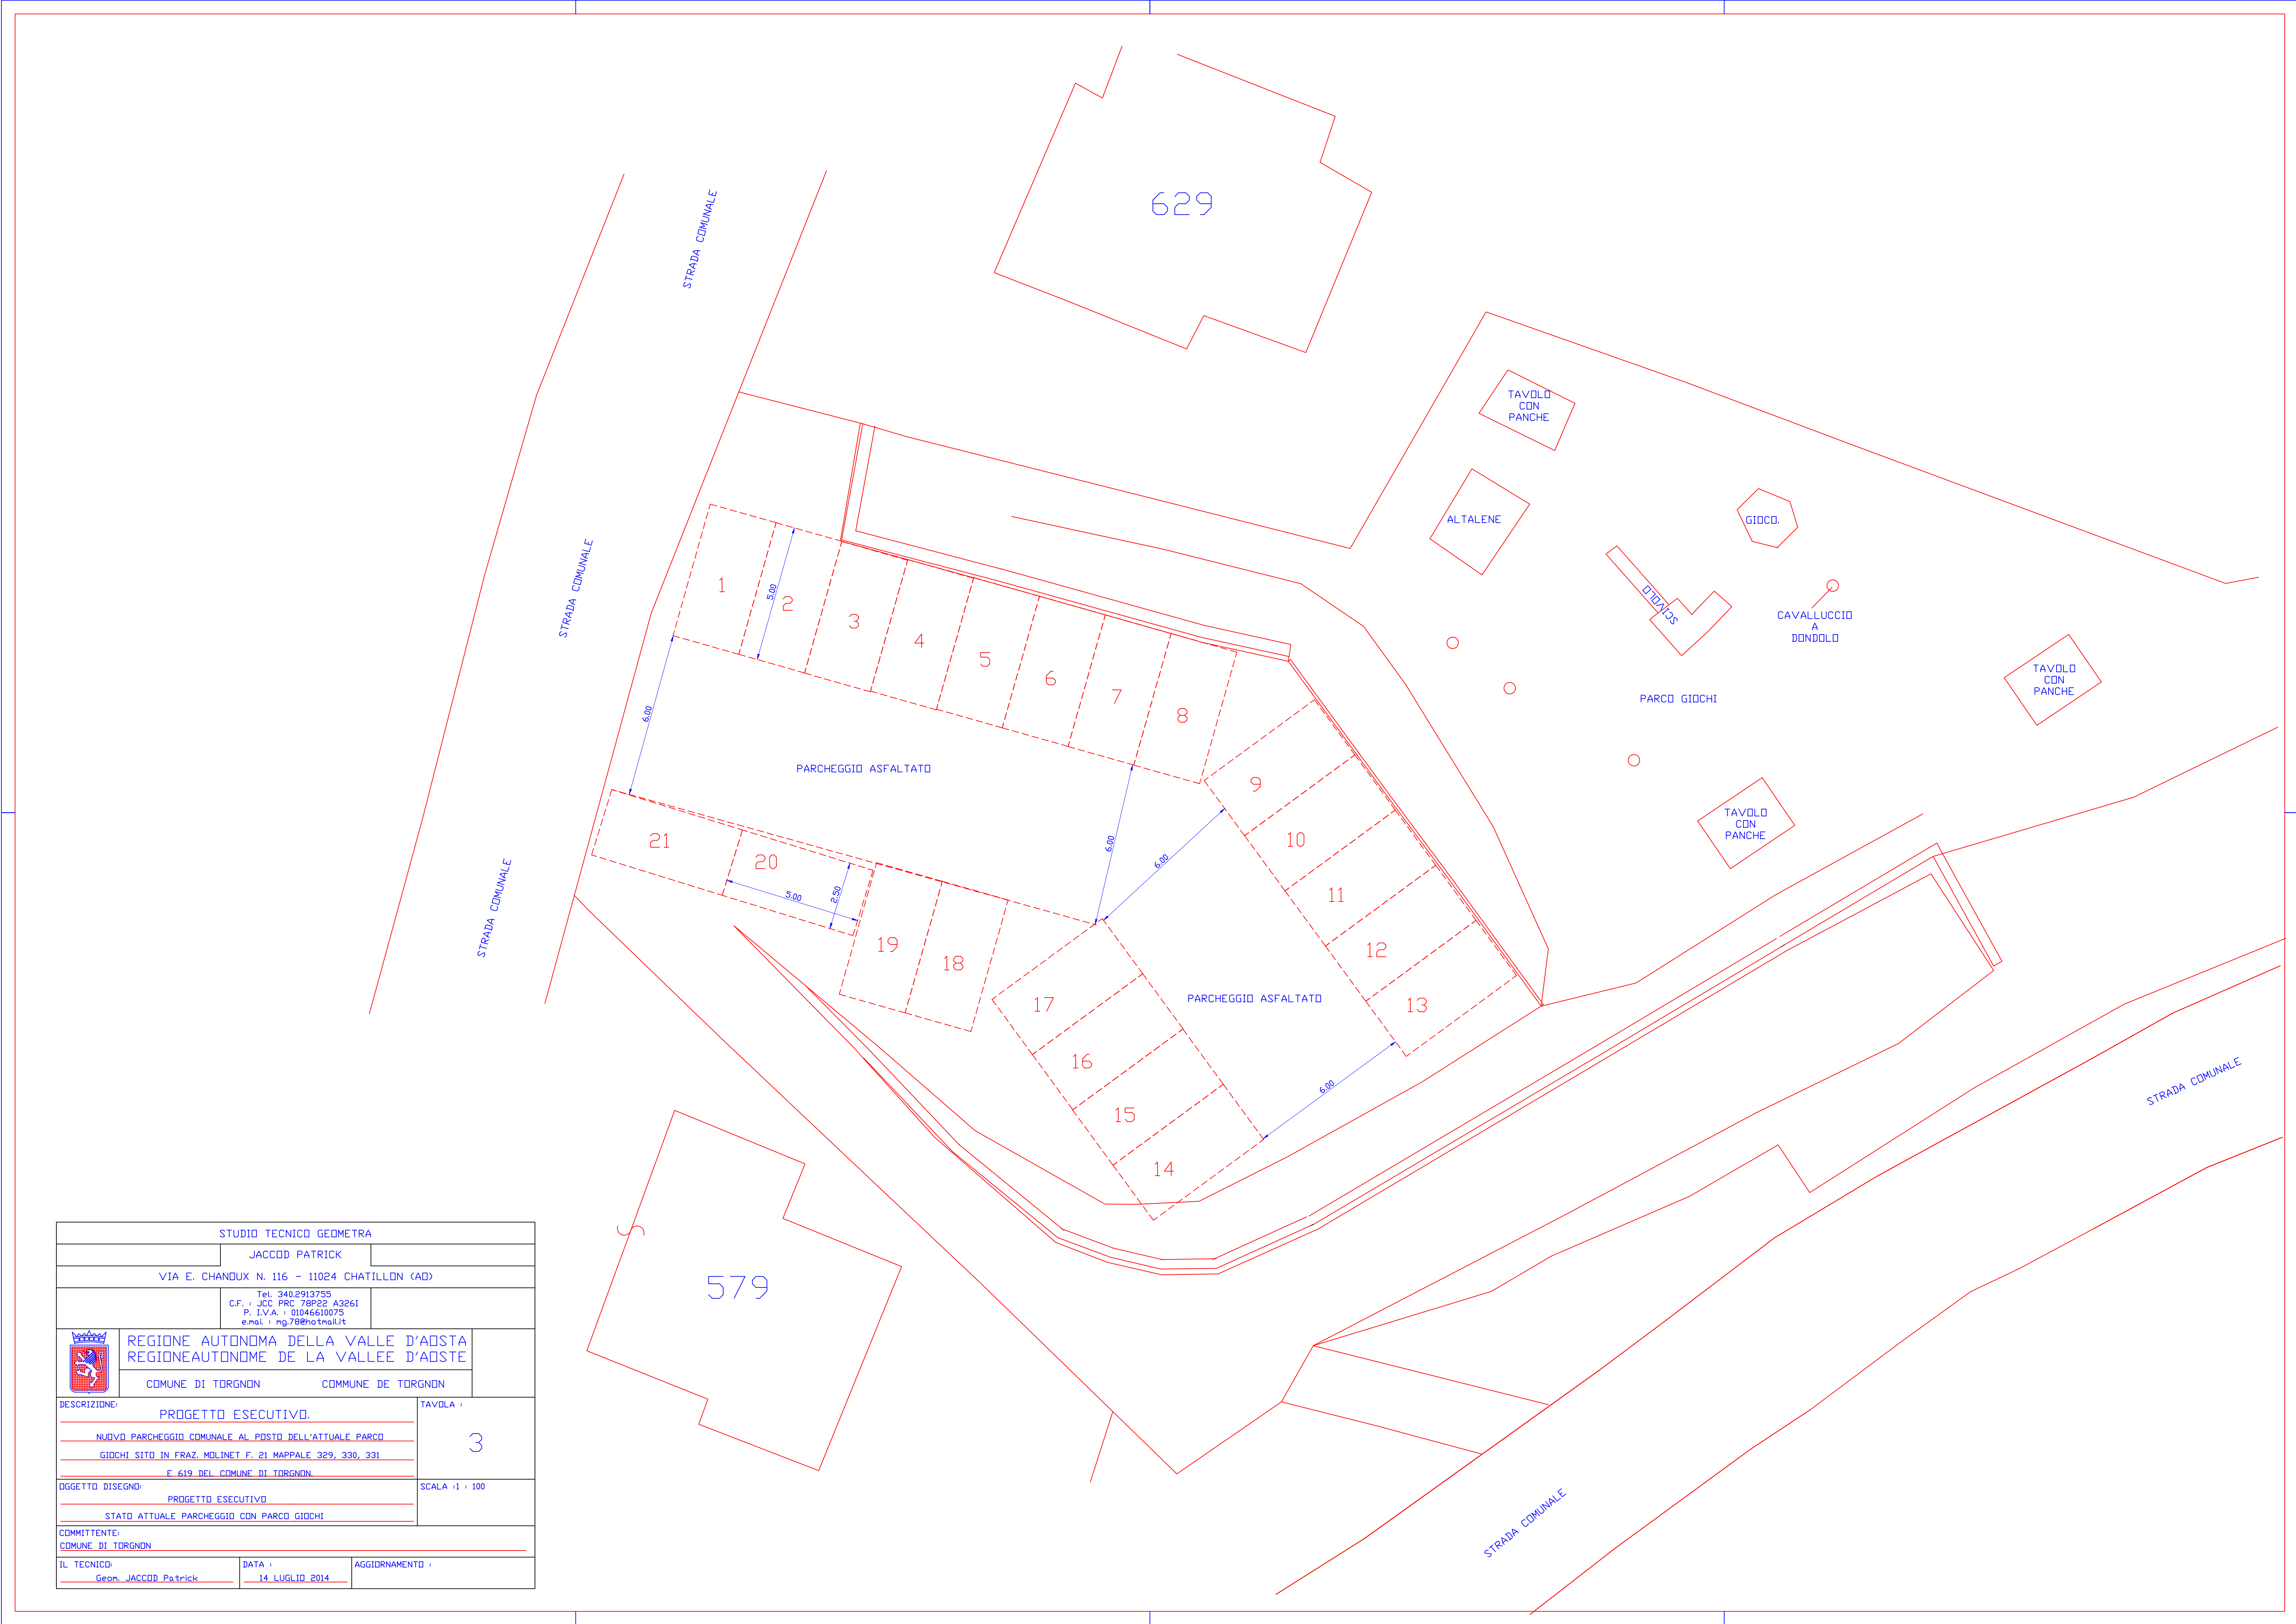 629
STRADA COMUNALE
STRADA COMUNALE
STRADA COMUNALE
TAVOLO
CON
PANCHE
ALTALENE
GIOCO.
SCIVOLO
CAVALLUCCIO
A
DONDOLO
PARCO GIOCHI
TAVOLO
CON
PANCHE
TAVOLO
CON
PANCHE
1
2
3
4
5
6
7
8
5.00
6.00
PARCHEGGIO ASFALTATO
6.00
6.00
9
10
11
12
13
21
20
5.00
2.50
19
18
17
16
15
14
PARCHEGGIO ASFALTATO
6.00
STRADA COMUNALE
STRADA COMUNALE
579
STUDIO TECNICO GEOMETRA
JACCOD PATRICK
VIA E. CHANOUX N. 116 - 11024 CHATILLON (AO)
Tel. 340.2913755
C.F. : JCC PRC 78P22 A326I
P. I.V.A. : 01046610075
e.mai. : mg.78@hotmail.it
REGIONE AUTONOMA DELLA VALLE D'AOSTA
REGIONEAUTONOME DE LA VALLEE D'AOSTE
COMUNE DI TORGNON COMMUNE DE TORGNON
DESCRIZIONE:
PROGETTO ESECUTIVO.
NUOVO PARCHEGGIO COMUNALE AL POSTO DELL'ATTUALE PARCO
GIOCHI SITO IN FRAZ. MOLINET F. 21 MAPPALE 329, 330, 331
E 619 DEL COMUNE DI TORGNON.
TAVOLA :
3
OGGETTO DISEGNO:
PROGETTO ESECUTIVO
STATO ATTUALE PARCHEGGIO CON PARCO GIOCHI
SCALA :1 : 100
COMMITTENTE:
COMUNE DI TORGNON
IL TECNICO:
Geom. JACCOD Patrick
DATA :
14 LUGLIO 2014
AGGIORNAMENTO :